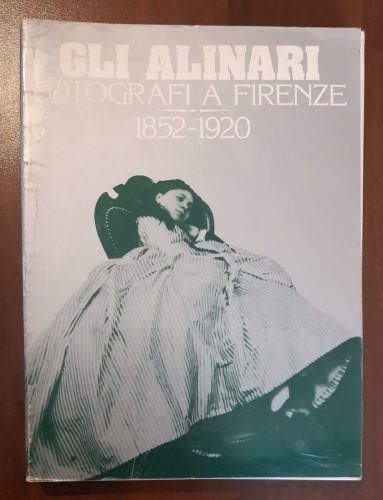 GLI ALINARI
FOTOGRAFI A FIRENZE
1852-1920